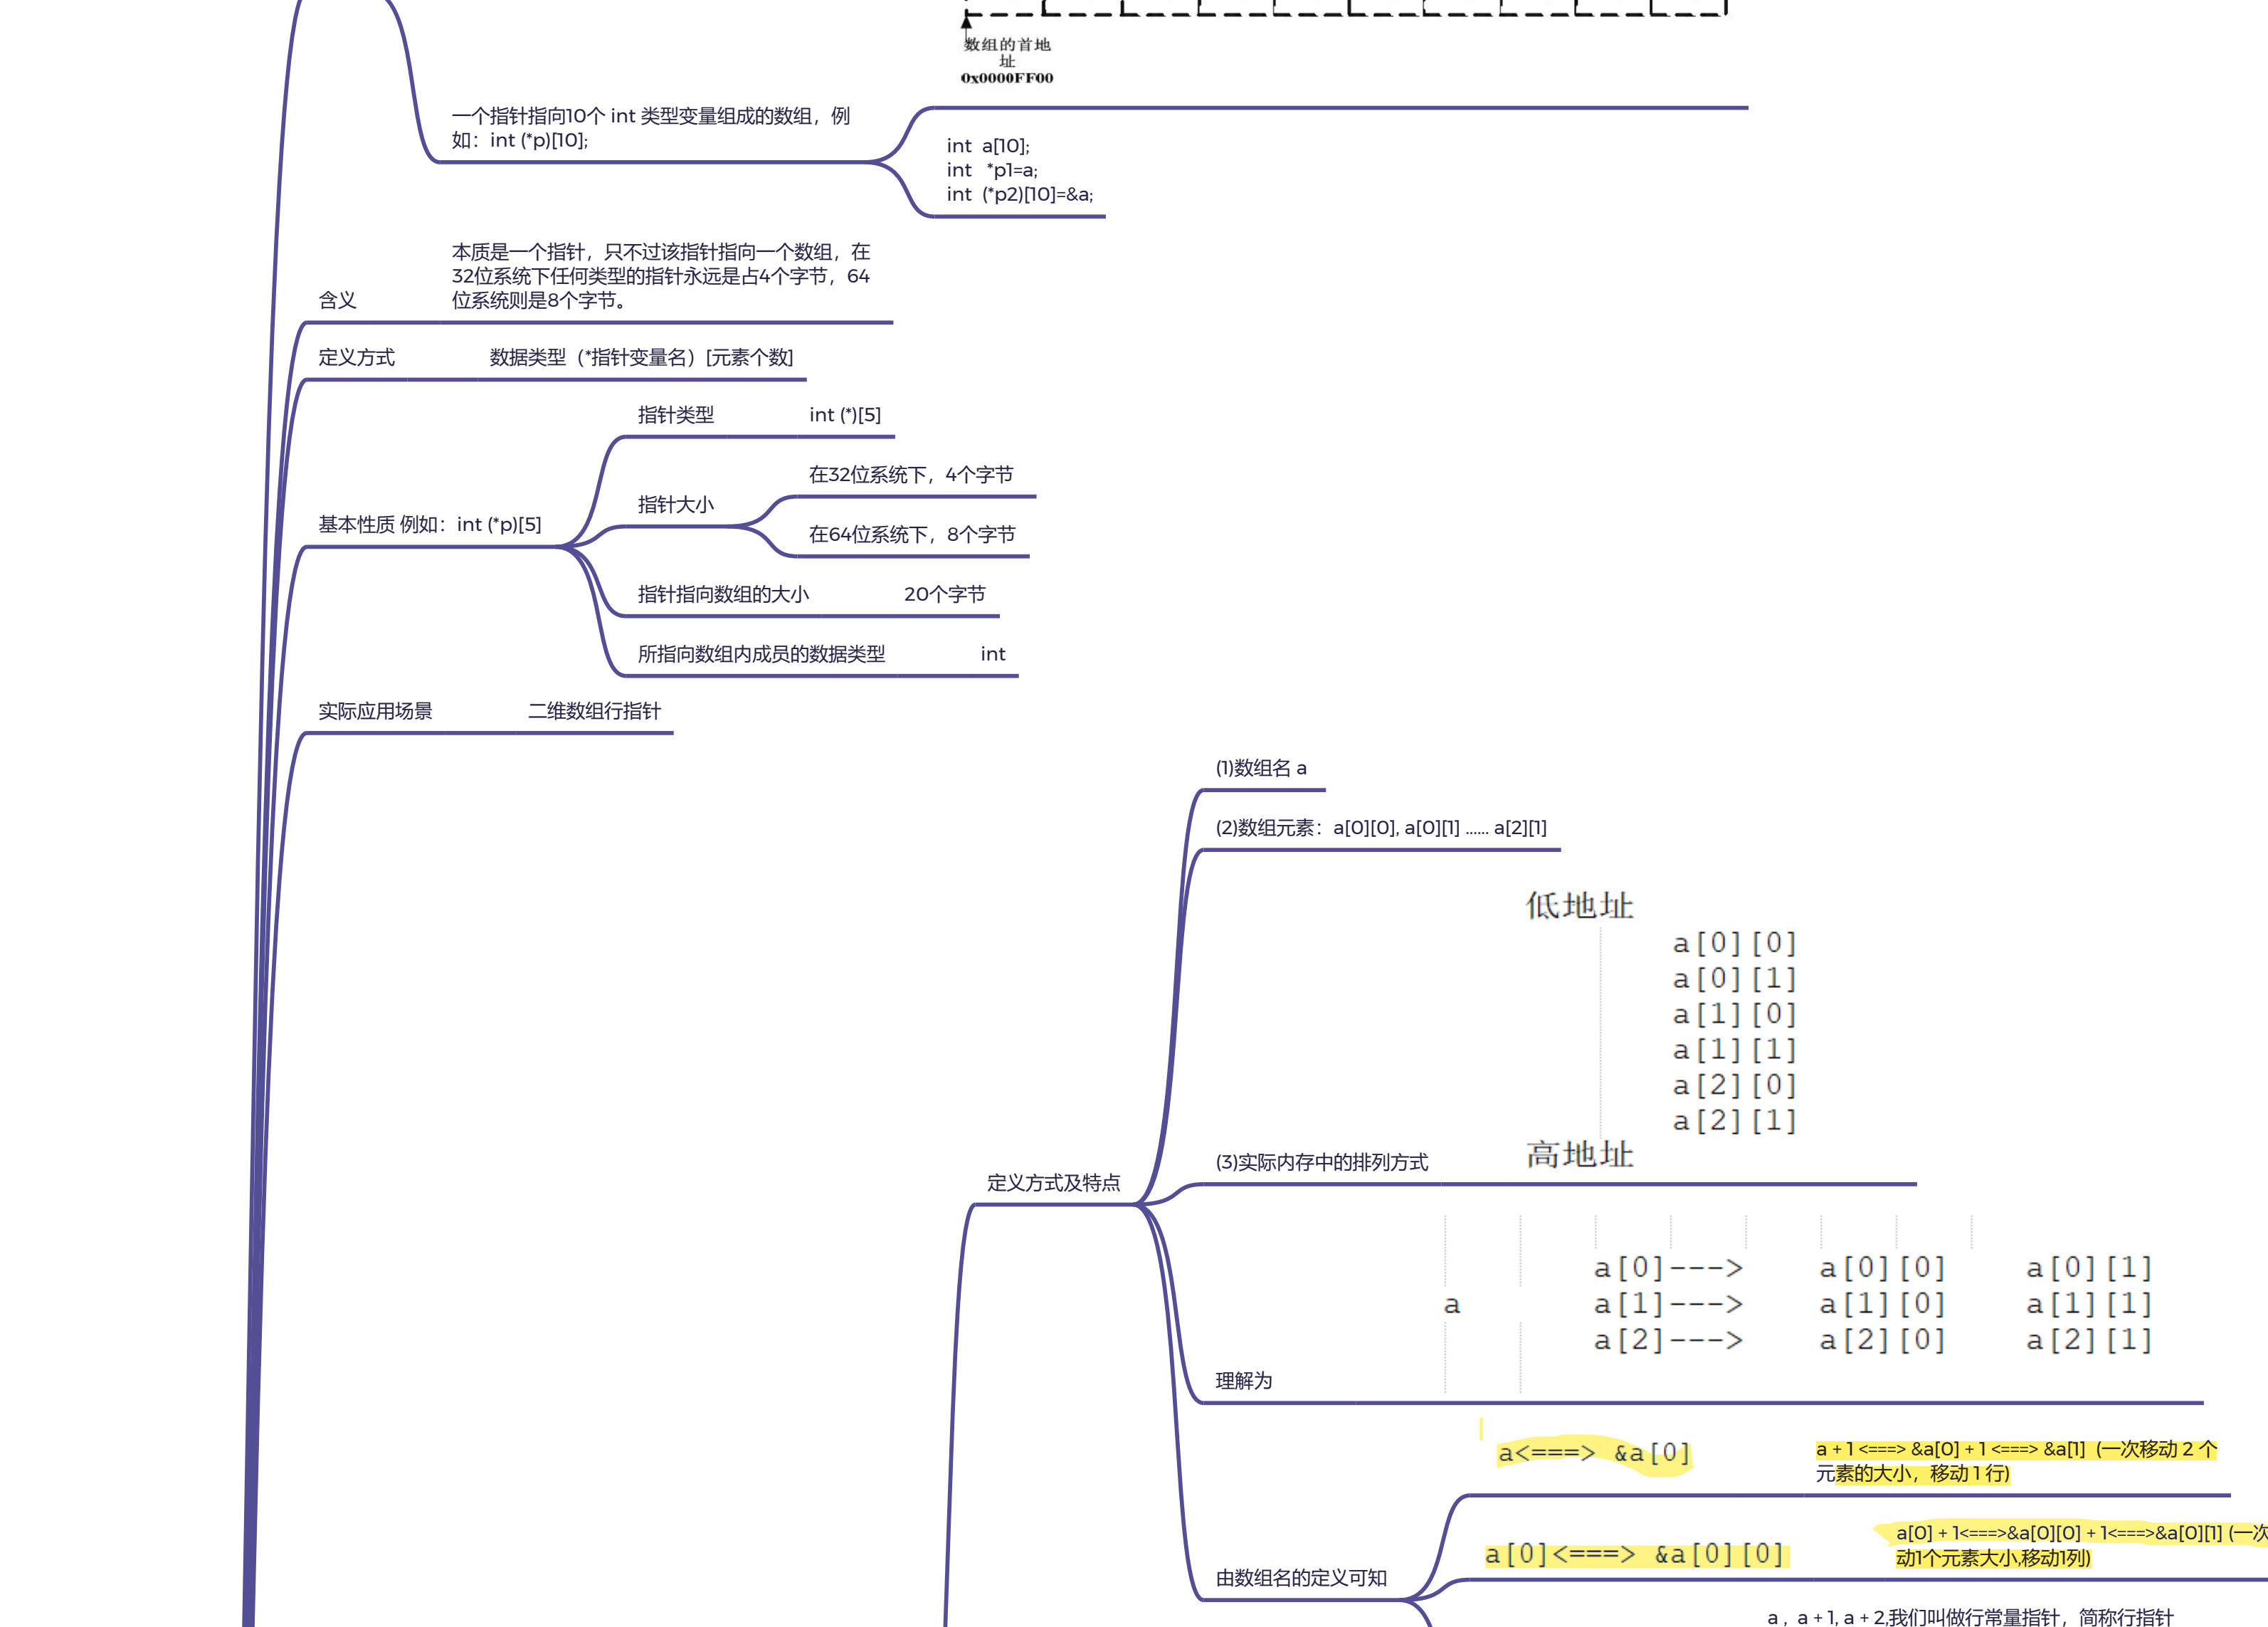 数组的首地
址
0x0000FF00
一个指针指向10个 int 类型变量组成的数组，例
如：int (*p)[10];
int  a[10];
int   *p1=a;
int  (*p2)[10]=&a;
含义
本质是一个指针，只不过该指针指向一个数组，在
32位系统下任何类型的指针永远是占4个字节，64
位系统则是8个字节。
定义方式
数据类型（*指针变量名）[元素个数]
基本性质 例如：int (*p)[5]
指针类型
int (*)[5]
指针大小
在32位系统下，4个字节
在64位系统下，8个字节
指针指向数组的大小
20个字节
所指向数组内成员的数据类型
int
实际应用场景
二维数组行指针
定义方式及特点
(1)数组名 a
(2)数组元素：a[0][0], a[0][1] ...... a[2][1]
(3)实际内存中的排列方式
低地址
a[0][0]
a[0][1]
a[1][0]
a[1][1]
a[2][0]
a[2][1]
高地址
理解为
a[0]--->  a[0][0]  a[0][1]
a  a[1]--->  a[1][0]  a[1][1]
a[2]--->  a[2][0]  a[2][1]
由数组名的定义可知
a<===> &a[0]
a + 1 <===> &a[0] + 1 <===> &a[1]  (一次移动 2 个
元素的大小，移动 1 行)
a[0]<===> &a[0][0]
a[0] + 1<===>&a[0][0] + 1<===>&a[0][1] (一次
动1个元素大小,移动1列)
a ,  a + 1, a + 2,我们叫做行常量指针，简称行指针